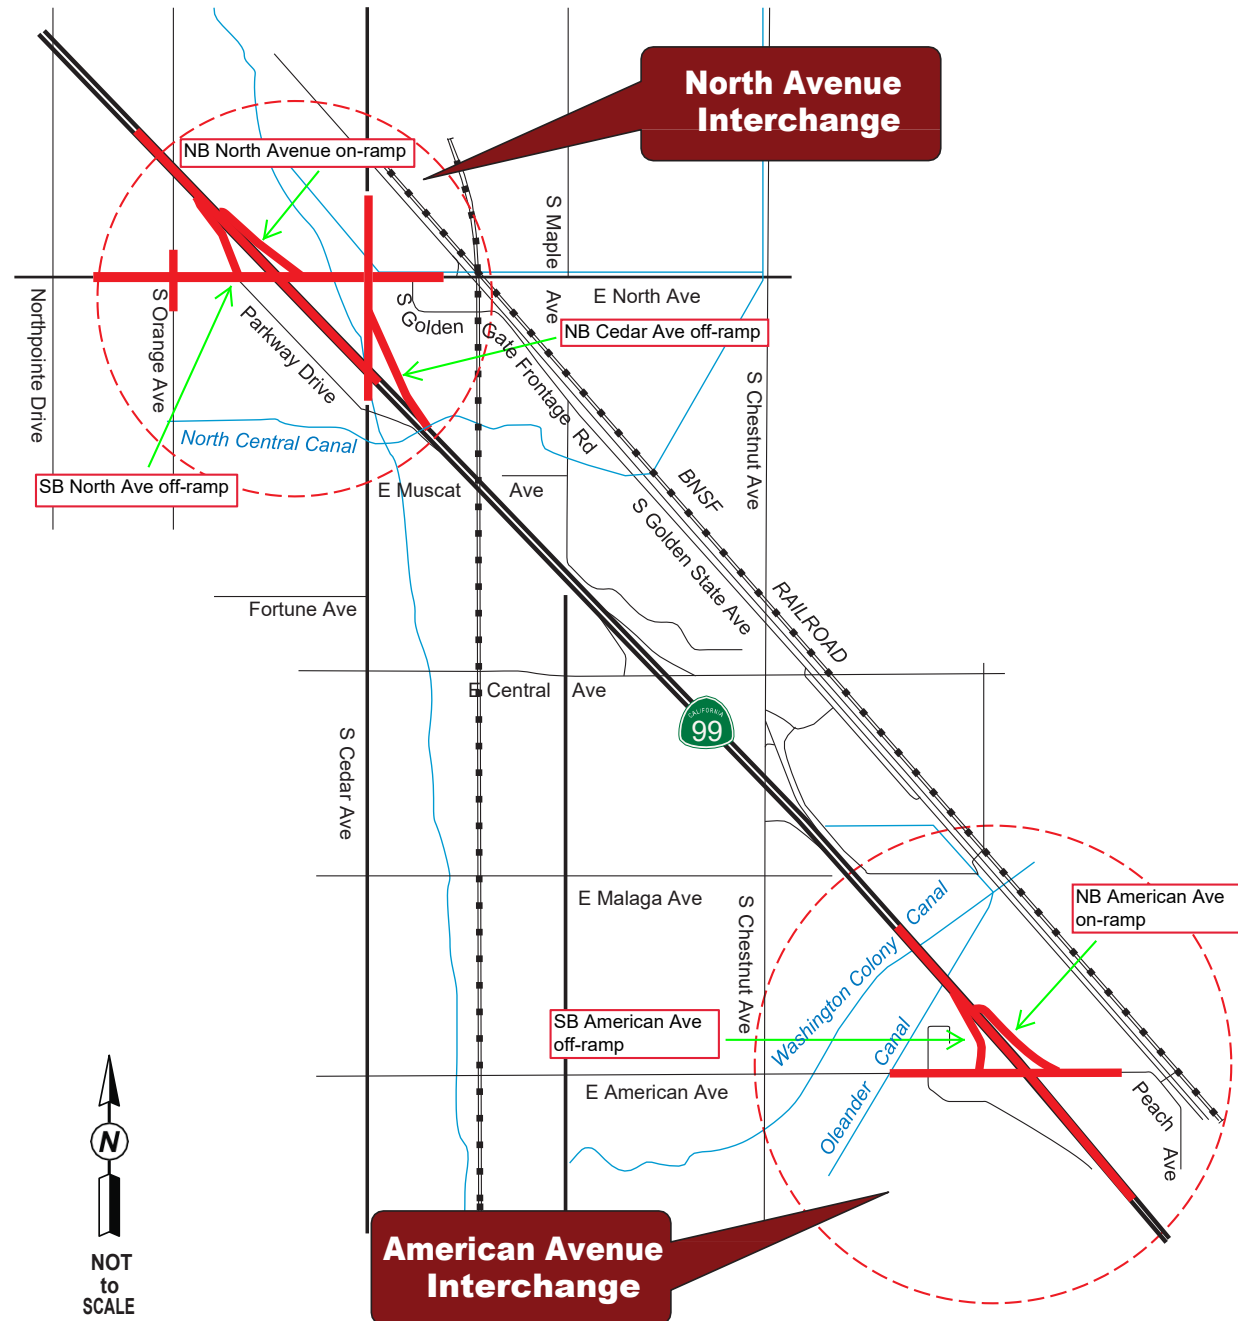 North Avenue
Interchange
NB North Avenue on-ramp
S Maple
Ave
E North Ave
Northpointe Drive
S Orange Ave
Parkway Drive
S
Golden
Gate Frontage Rd
NB Cedar Ave off-ramp
S Chestnut Ave
North Central Canal
SB North Ave off-ramp
E Muscat
Ave
BNSF
RAILROAD
S Golden State Ave
Fortune Ave
E Central
Ave
CALIFORNIA
99
S Cedar Ave
E Malaga Ave
S Chestnut Ave
Washington Colony
Canal
NB American Ave
on-ramp
SB American Ave
off-ramp
Oleander
Canal
E American Ave
Peach
Ave
N
NOT
to
SCALE
American Avenue
Interchange